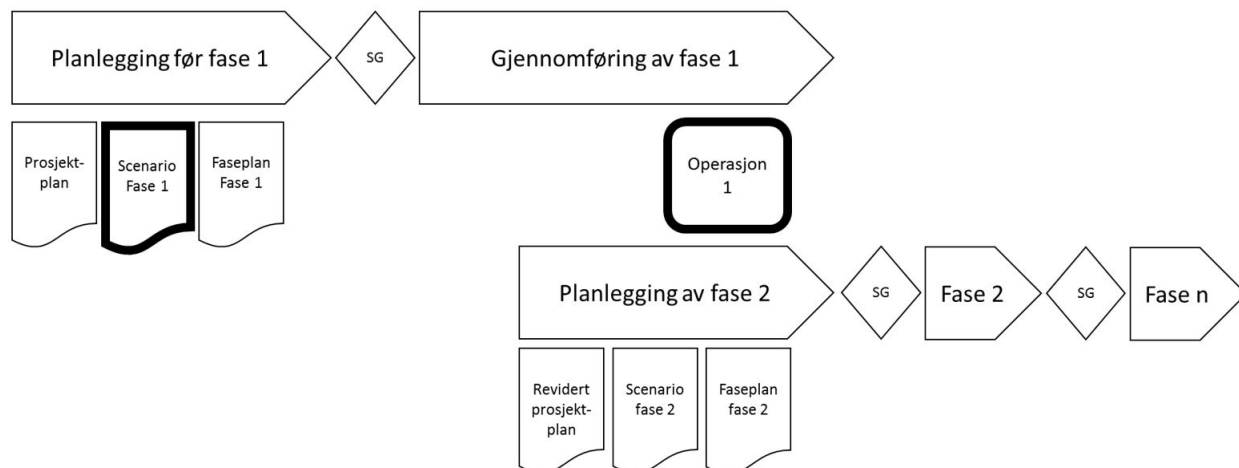 Planlegging før fase 1
SG
Gjennomføring av fase 1
Prosjekt-
plan
Scenario
Fase 1
Faseplan
Fase 1
Operasjon
1
Planlegging av fase 2
SG
Fase 2
SG
Fase n
Revidert
prosjekt-
plan
Scenario
fase 2
Faseplan
fase 2